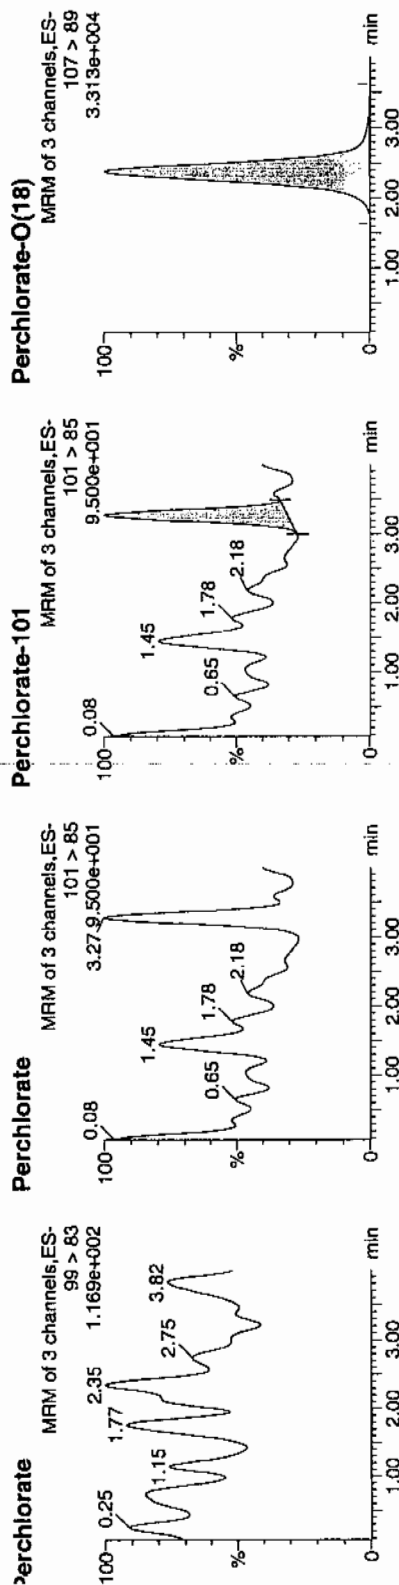 Perchlorate
MRM of 3 channels,ES-
99 > 83
1.169e+002
100
%
0
0.25
1.15
1.77
2.35
2.75
3.82
1.00
2.00
3.00
min
Perchlorate
MRM of 3 channels,ES-
101 > 85
3.27 9.500e+001
100
%
0
0.08
0.65
1.45
1.78
2.18
1.00
2.00
3.00
min
Perchlorate-101
MRM of 3 channels,ES-
101 > 85
9.500e+001
100
%
0
0.08
0.65
1.45
1.78
2.18
1.00
2.00
3.00
min
Perchlorate-O(18)
MRM of 3 channels,ES-
107 > 89
3.313e+004
100
%
0
1.00
2.00
3.00
min